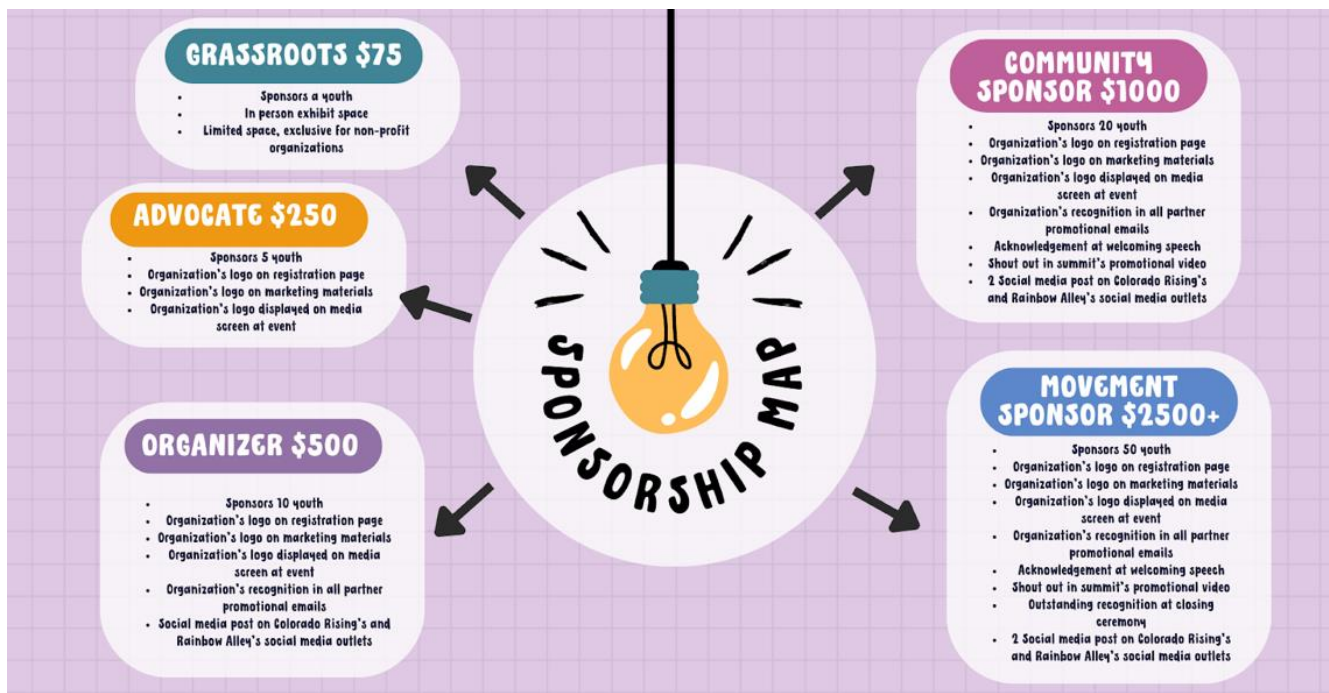 GRASSROOTS $75
• Sponsors a youth
• In person exhibit space
• Limited space, exclusive for non-profit
organizations
ADVOCATE $250
• Sponsors 5 youth
• Organization's logo on registration page
• Organization's logo on marketing materials
• Organization's logo displayed on media
screen at event
ORGANIZER $500
• Sponsors 10 youth
• Organization's logo on registration page
• Organization's logo on marketing materials
• Organization's logo displayed on media
screen at event
• Organization's recognition in all partner
promotional emails
• Social media post on Colorado Rising's and
Rainbow Alley's social media outlets
SPONSORSHIP MAP
COMMUNITY
SPONSOR $1000
• Sponsors 20 youth
• Organization's logo on registration page
• Organization's logo on marketing materials
• Organization's logo displayed on media
screen at event
• Organization's recognition in all partner
promotional emails
• Acknowledgement at welcoming speech
• Shout out in summit's promotional video
• 2 Social media post on Colorado Rising's
and Rainbow Alley's social media outlets
MOVEMENT
SPONSOR $2500+
• Sponsors 50 youth
• Organization's logo on registration page
• Organization's logo on marketing materials
• Organization's logo displayed on media
screen at event
• Organization's recognition in all partner
promotional emails
• Acknowledgement at welcoming speech
• Shout out in summit's promotional video
• Outstanding recognition at closing
ceremony
• 2 Social media post on Colorado Rising's
and Rainbow Alley's social media outlets